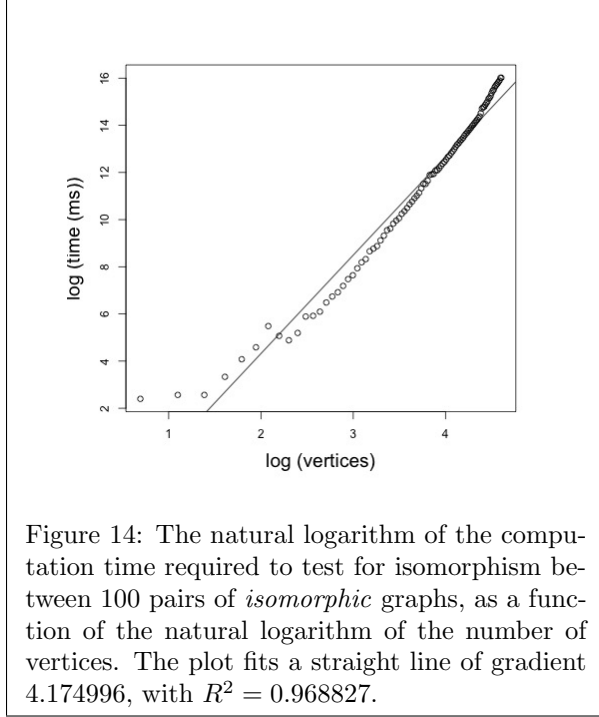 16
14
12
10
8
6
4
2
log (time (ms))
1 2 3 4
log (vertices)
Figure 14: The natural logarithm of the compu-
tation time required to test for isomorphism be-
tween 100 pairs of isomorphic graphs, as a func-
tion of the natural logarithm of the number of
vertices. The plot fits a straight line of gradient
4.174996, with R² = 0.968827.